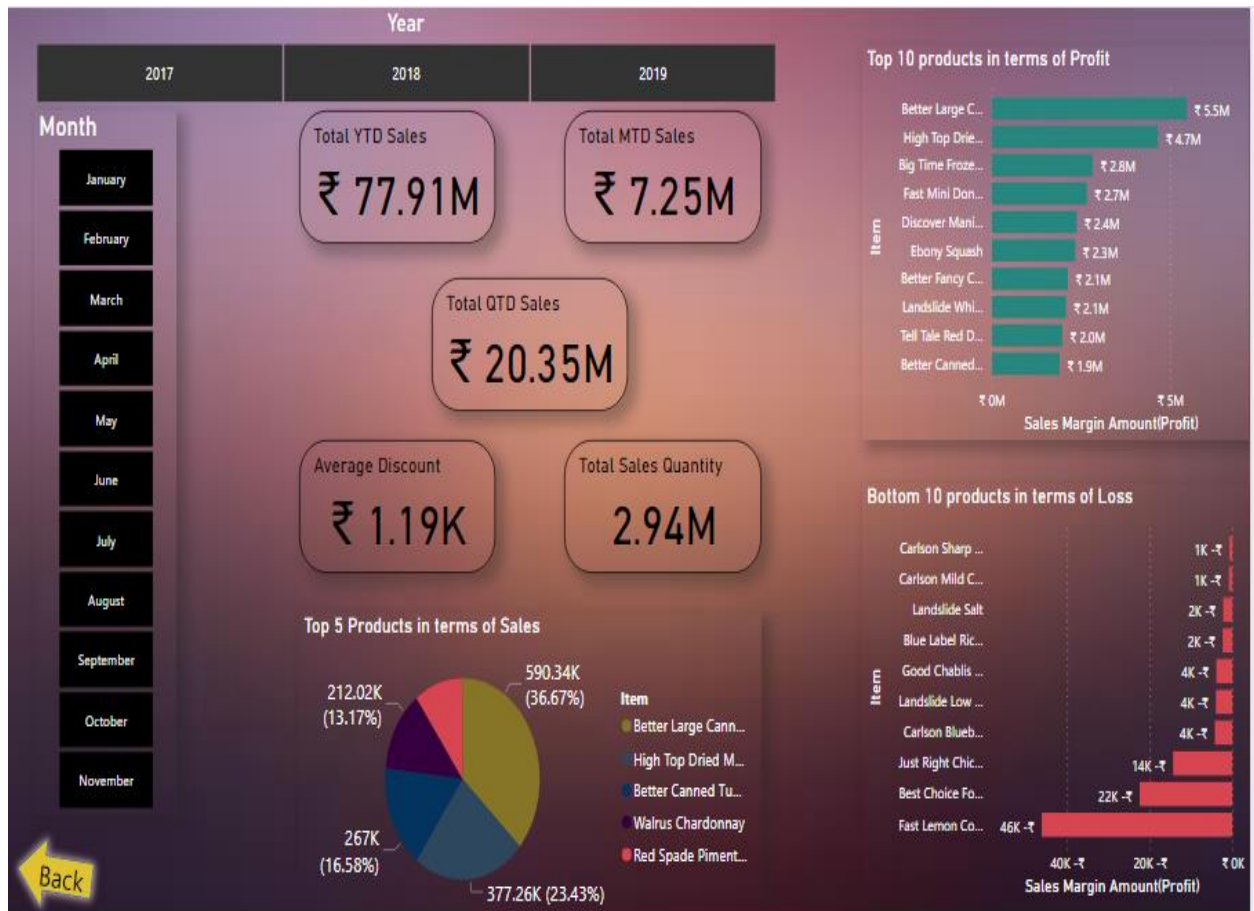 Year
2017
2018
2019
Month
January
February
March
April
May
June
July
August
September
October
November
Back
Total YTD Sales
₹ 77.91M
Total MTD Sales
₹ 7.25M
Total QTD Sales
₹ 20.35M
Average Discount
₹ 1.19K
Total Sales Quantity
2.94M
Top 5 Products in terms of Sales
590.34K
(36.67%)
212.02K
(13.17%)
267K
(16.58%)
377.26K (23.43%)
Item
Better Large Cann...
High Top Dried M...
Better Canned Tu...
Walrus Chardonnay
Red Spade Piment...
Top 10 products in terms of Profit
Item
Better Large C... ₹ 5.5M
High Top Drie... ₹ 4.7M
Big Time Froze... ₹ 2.8M
Fast Mini Don... ₹ 2.7M
Discover Mani... ₹ 2.4M
Ebony Squash ₹ 2.3M
Better Fancy C... ₹ 2.1M
Landslide Whi... ₹ 2.1M
Tell Tale Red D... ₹ 2.0M
Better Canned... ₹ 1.9M
₹ 0M ₹ 5M
Sales Margin Amount(Profit)
Bottom 10 products in terms of Loss
Item
Carlson Sharp ... 1K -₹
Carlson Mild C... 1K -₹
Landslide Salt 2K -₹
Blue Label Ric... 2K -₹
Good Chablis ... 4K -₹
Landslide Low ... 4K -₹
Carlson Blueb... 4K -₹
Just Right Chic... 14K -₹
Best Choice Fo... 22K -₹
Fast Lemon Co... 46K -₹
40K -₹ 20K -₹ ₹ 0K
Sales Margin Amount(Profit)